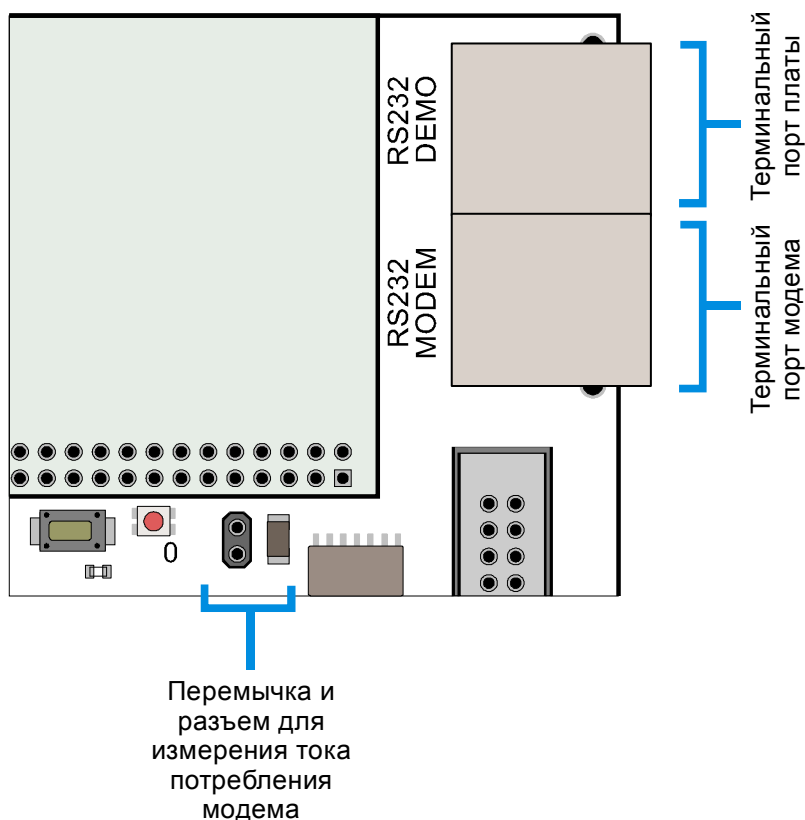 RS232
DEMO
Терминальный
порт платы
RS232
MODEM
Терминальный
порт модема
0
Перемычка и
разъем для
измерения тока
потребления
модема